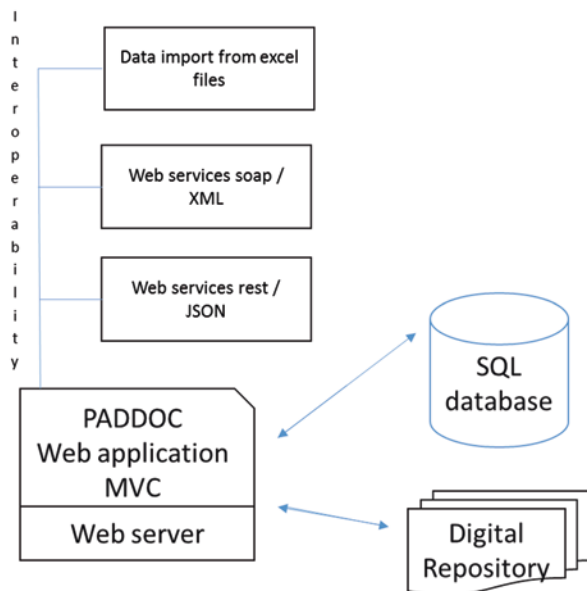 Interoperability
Data import from excel
files
Web services soap /
XML
Web services rest /
JSON
PADDOC
Web application
MVC
Web server
SQL
database
Digital
Repository